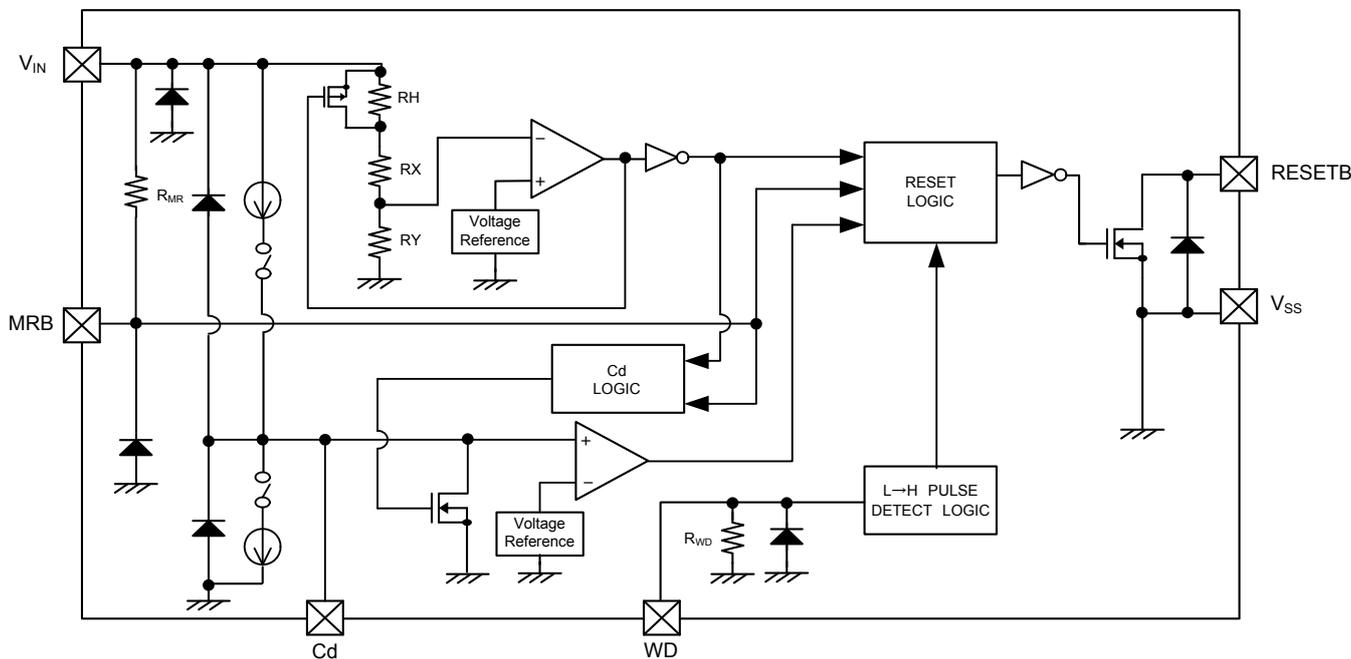 VIN
RH
RMR
RX
RY
−
+
Voltage
Reference
RESET
LOGIC
RESETB
VSS
MRB
Cd
LOGIC
+
−
Voltage
Reference
L→H PULSE
DETECT LOGIC
RWD
Cd
WD